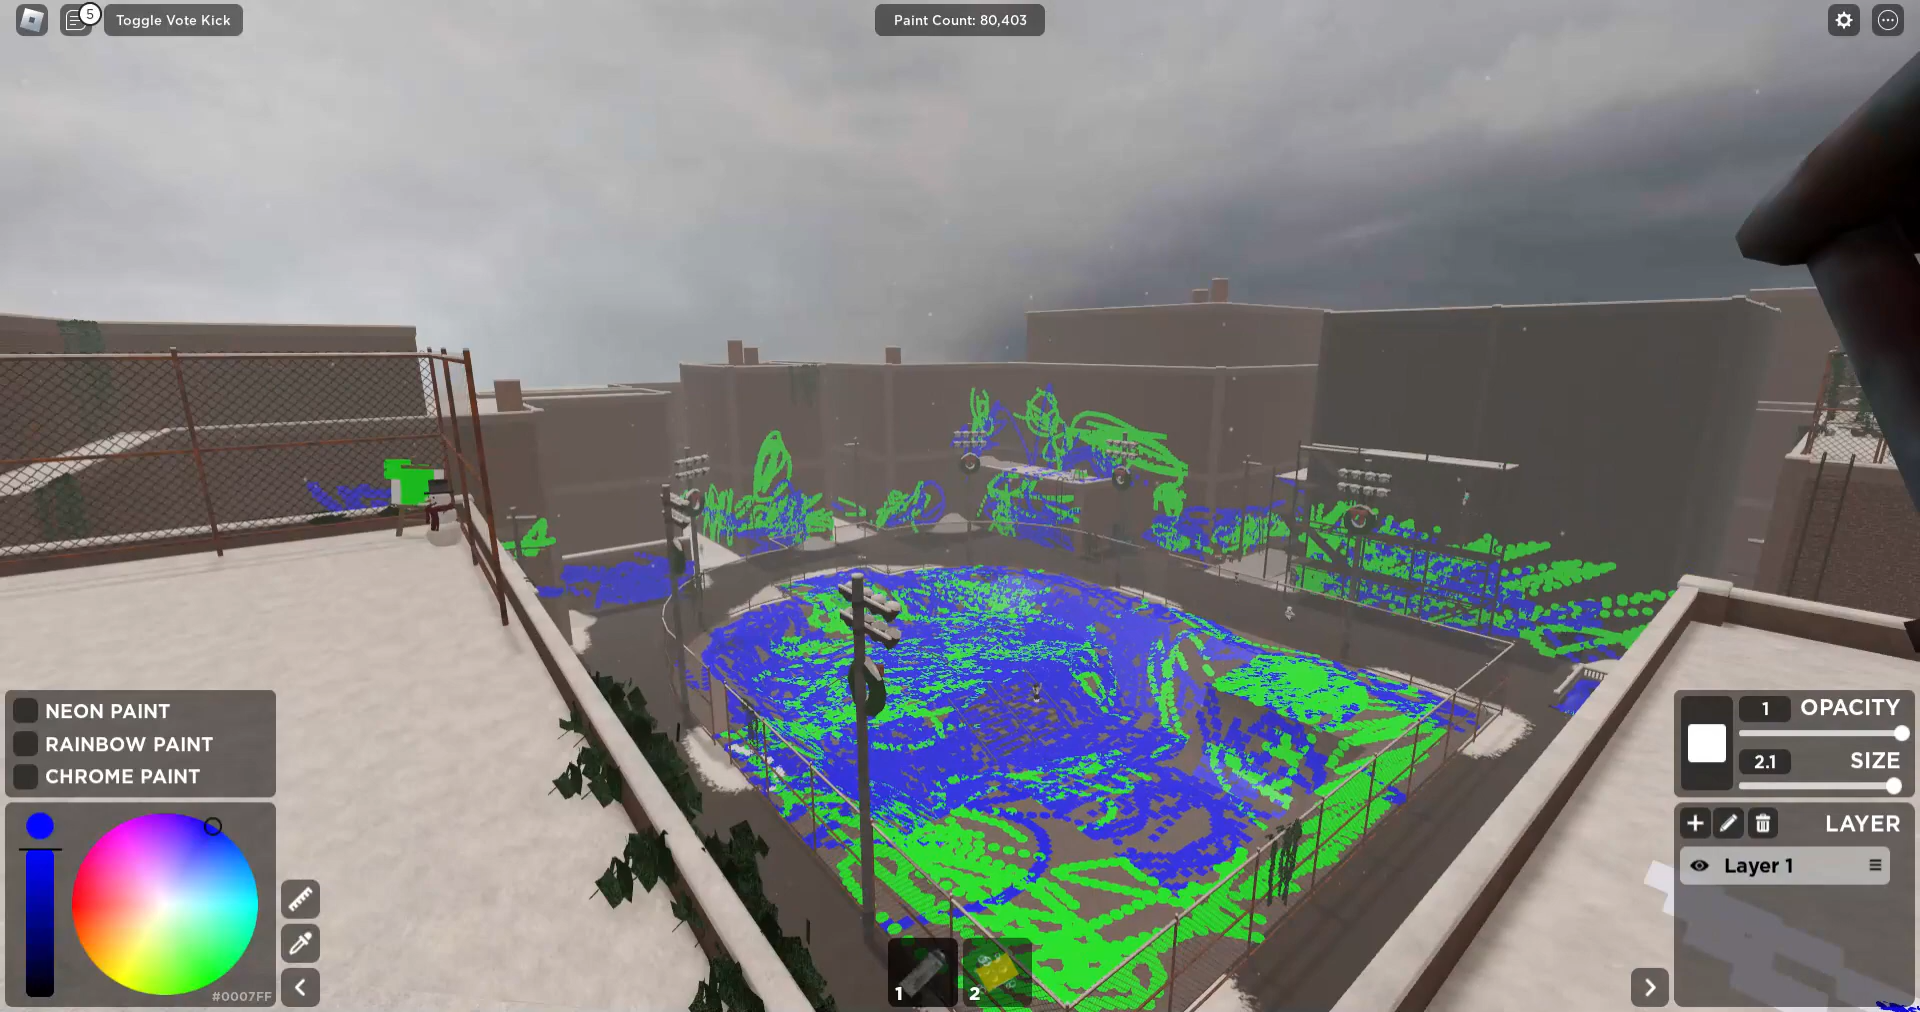 5
Toggle Vote Kick
Paint Count: 80,403
NEON PAINT
RAINBOW PAINT
CHROME PAINT
#0007FF
1
2
1 OPACITY
2.1 SIZE
LAYER
Layer 1